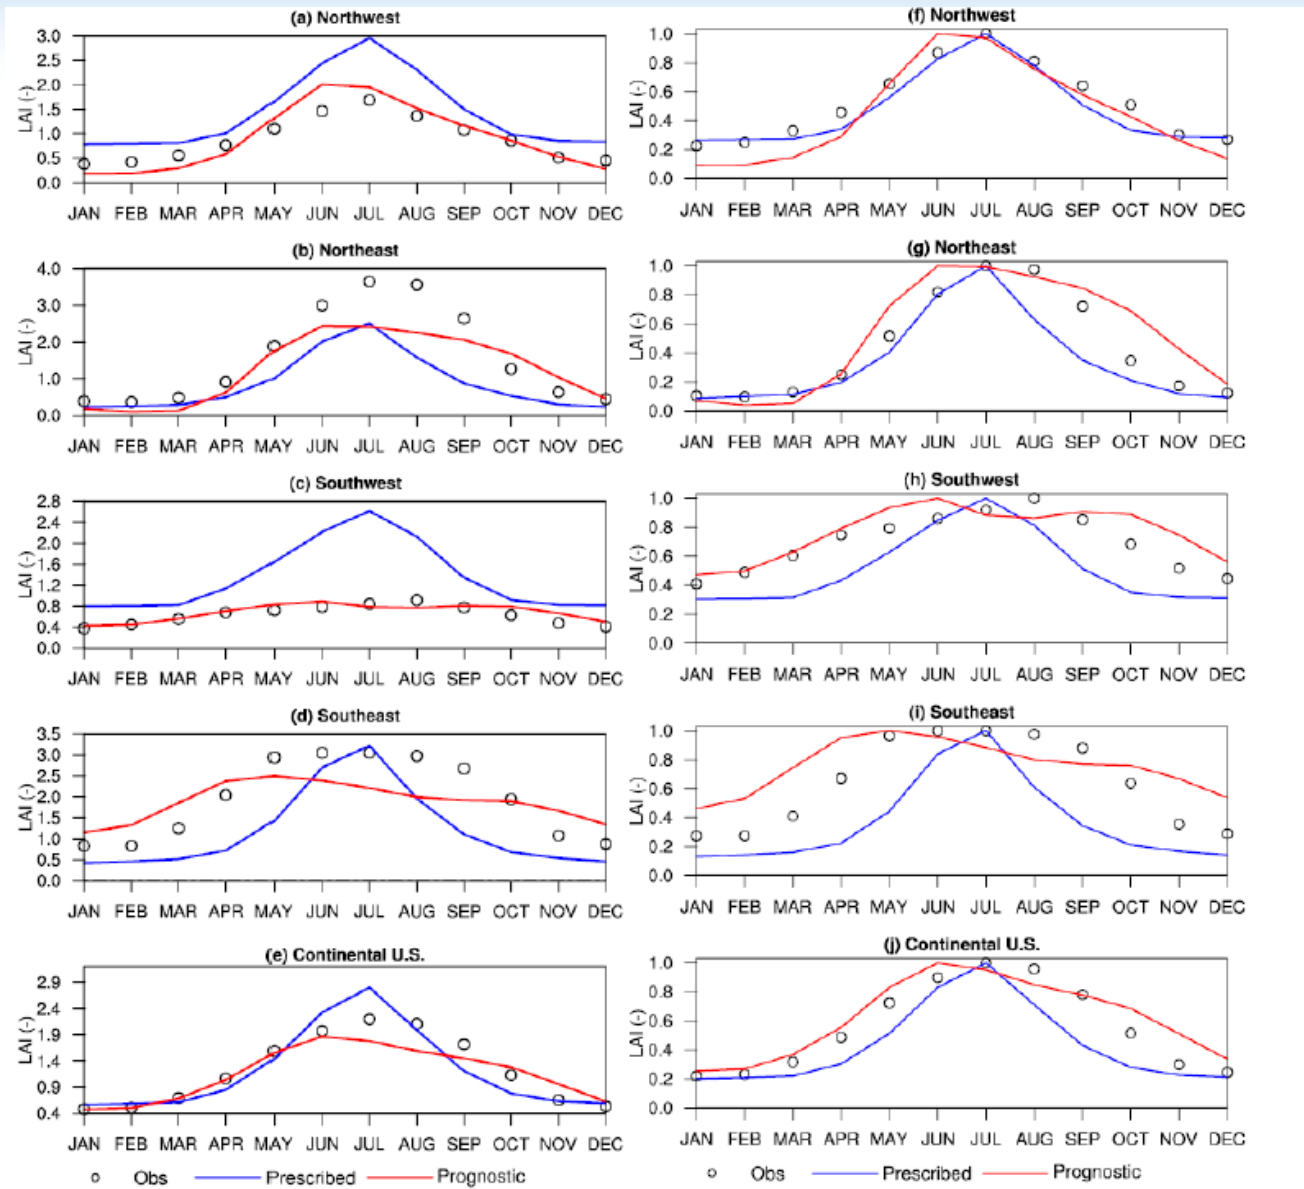 (a) Northwest
LAI (-)
3.0
2.5
2.0
1.5
1.0
0.5
0.0
JAN FEB MAR APR MAY JUN JUL AUG SEP OCT NOV DEC
(f) Northwest
LAI (-)
1.0
0.8
0.6
0.4
0.2
0.0
JAN FEB MAR APR MAY JUN JUL AUG SEP OCT NOV DEC
(b) Northeast
LAI (-)
4.0
3.0
2.0
1.0
0.0
JAN FEB MAR APR MAY JUN JUL AUG SEP OCT NOV DEC
(g) Northeast
LAI (-)
1.0
0.8
0.6
0.4
0.2
0.0
JAN FEB MAR APR MAY JUN JUL AUG SEP OCT NOV DEC
(c) Southwest
LAI (-)
2.8
2.4
2.0
1.6
1.2
0.8
0.4
0.0
JAN FEB MAR APR MAY JUN JUL AUG SEP OCT NOV DEC
(h) Southwest
LAI (-)
1.0
0.8
0.6
0.4
0.2
0.0
JAN FEB MAR APR MAY JUN JUL AUG SEP OCT NOV DEC
(d) Southeast
LAI (-)
3.5
3.0
2.5
2.0
1.5
1.0
0.5
0.0
JAN FEB MAR APR MAY JUN JUL AUG SEP OCT NOV DEC
(i) Southeast
LAI (-)
1.0
0.8
0.6
0.4
0.2
0.0
JAN FEB MAR APR MAY JUN JUL AUG SEP OCT NOV DEC
(e) Continental U.S.
LAI (-)
2.9
2.4
1.9
1.4
0.9
0.4
JAN FEB MAR APR MAY JUN JUL AUG SEP OCT NOV DEC
(j) Continental U.S.
LAI (-)
1.0
0.8
0.6
0.4
0.2
0.0
JAN FEB MAR APR MAY JUN JUL AUG SEP OCT NOV DEC
Obs Prescribed Prognostic
Obs Prescribed Prognostic